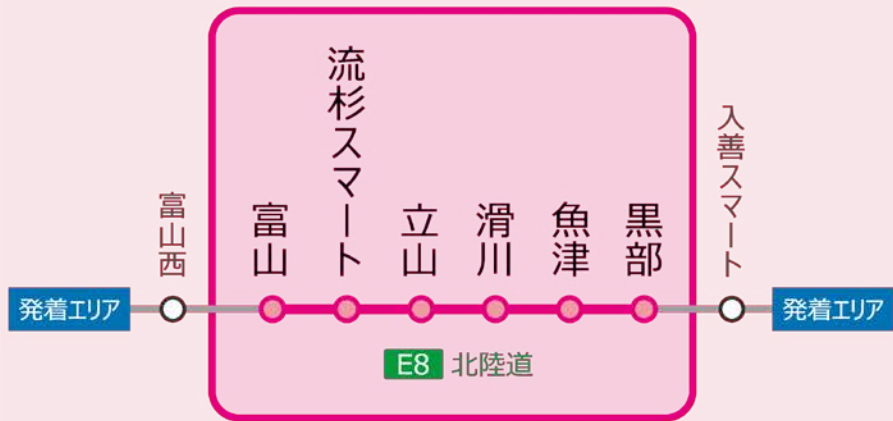 発着エリア
富山西
富山
流杉スマート
立山
滑川
魚津
黒部
入善スマート
発着エリア
E8 北陸道